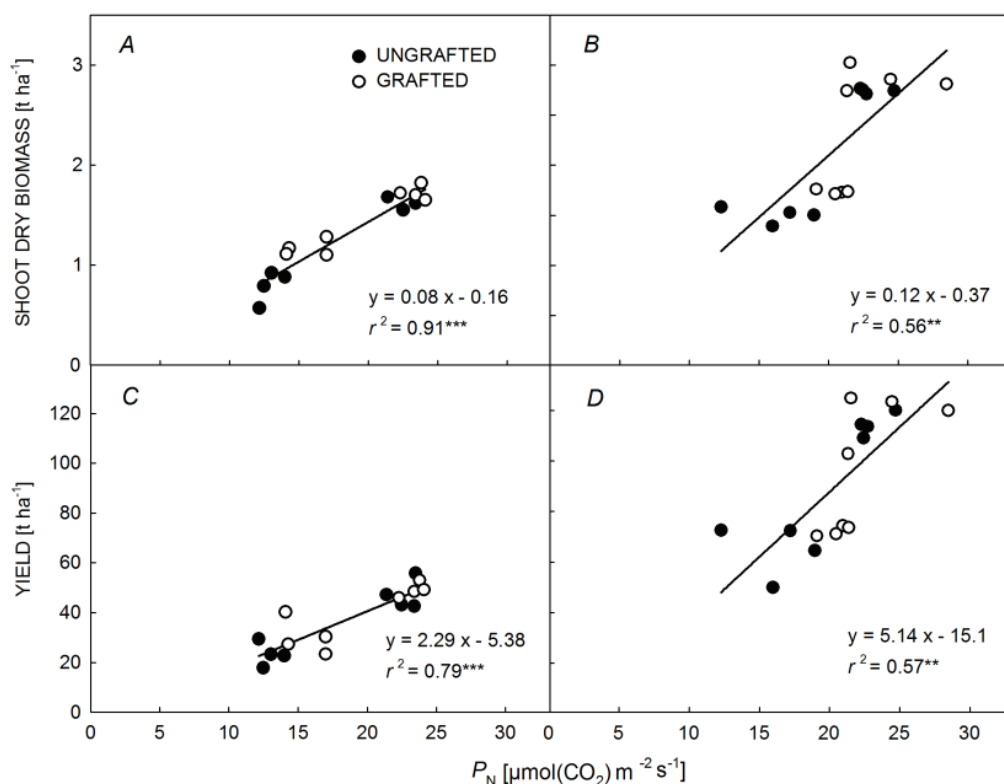 A
● UNGRAFTED
○ GRAFTED
B
SHOOT DRY BIOMASS [t ha⁻¹]
3
2
1
0
y = 0.08 x - 0.16
r² = 0.91***
y = 0.12 x - 0.37
r² = 0.56**
C
D
YIELD [t ha⁻¹]
120
100
80
60
40
20
0
y = 2.29 x - 5.38
r² = 0.79***
y = 5.14 x - 15.1
r² = 0.57**
0 5 10 15 20 25 30 0 5 10 15 20 25 30
P_N [µmol(CO₂) m⁻² s⁻¹]